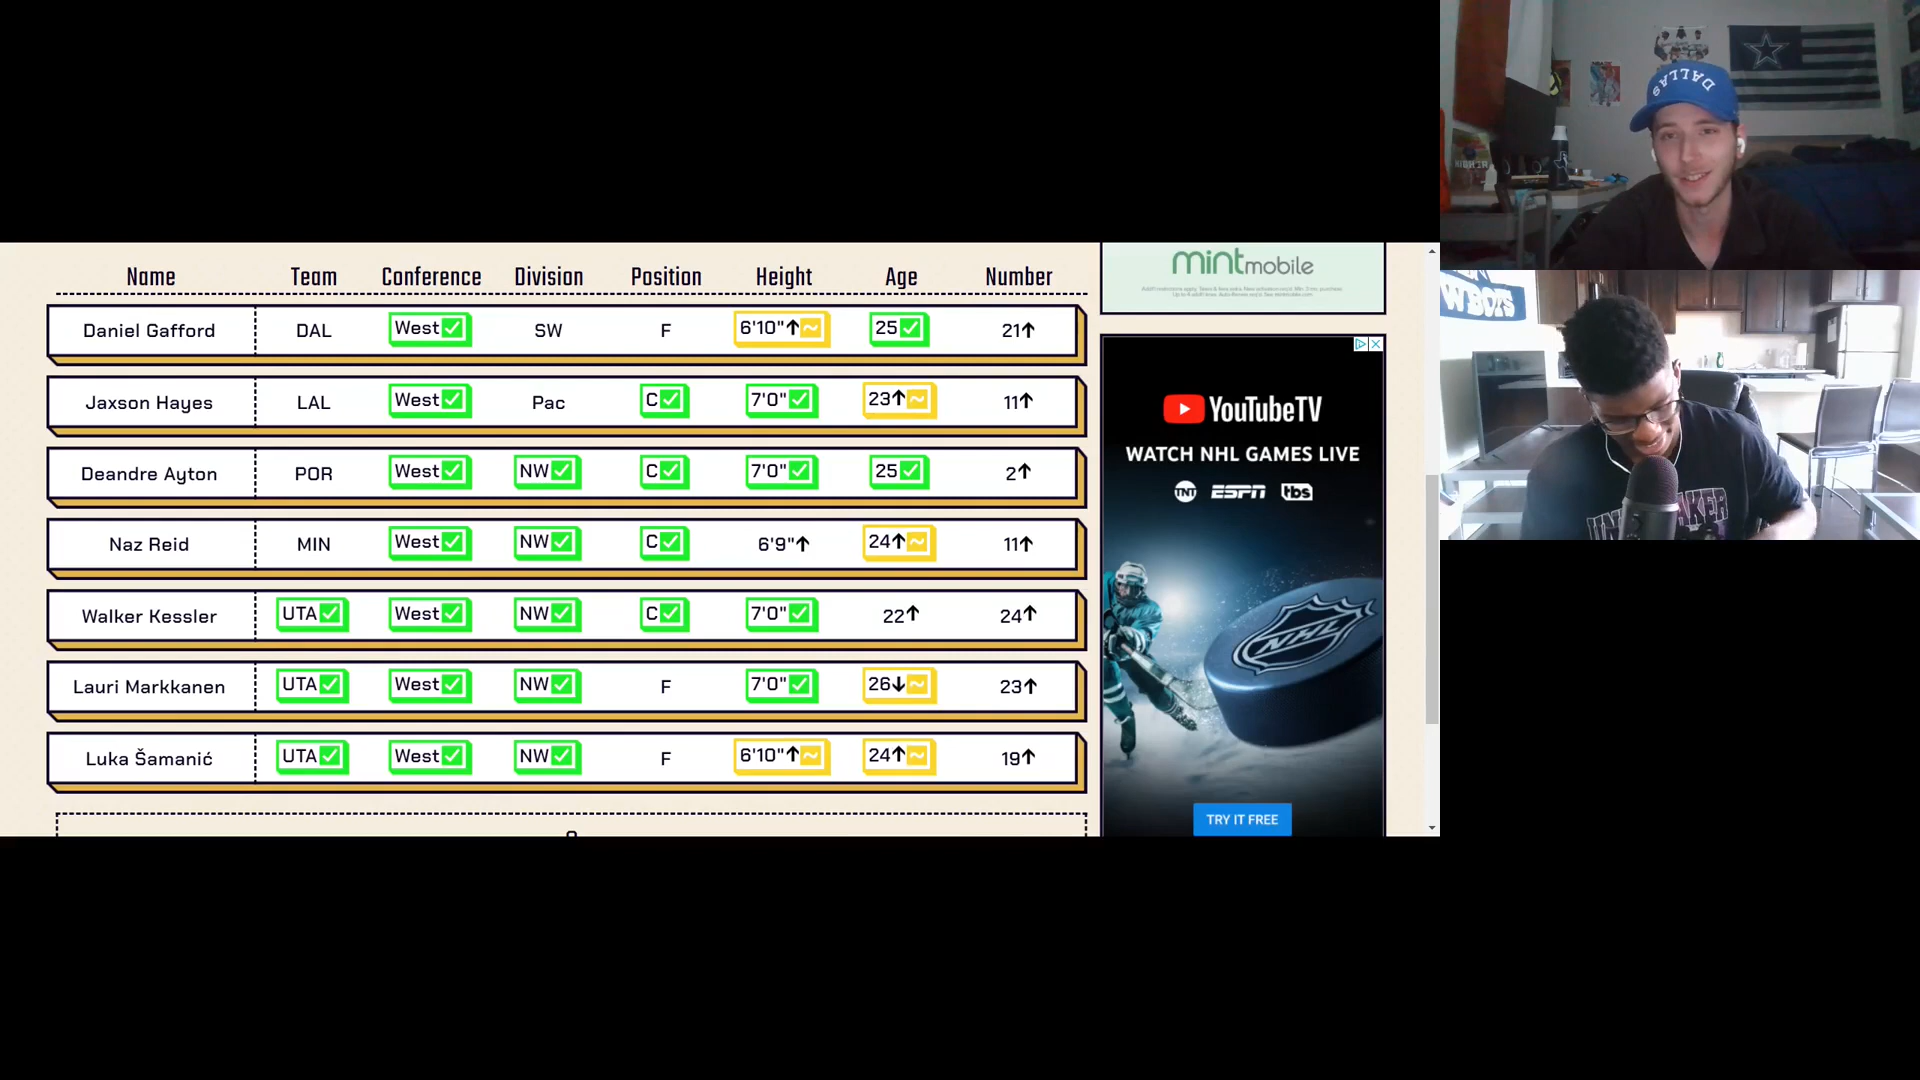 Name Team Conference Division Position Height Age Number
Daniel Gafford DAL West SW F 6'10"↑ ~ 25 21↑
Jaxson Hayes LAL West Pac C 7'0" 23↑ ~ 11↑
Deandre Ayton POR West NW C 7'0" 25 2↑
Naz Reid MIN West NW C 6'9"↑ 24↑ ~ 11↑
Walker Kessler UTA West NW C 7'0" 22↑ 24↑
Lauri Markkanen UTA West NW F 7'0" 26↓ ~ 23↑
Luka Šamanić UTA West NW F 6'10"↑ ~ 24↑ ~ 19↑
mintmobile
YouTubeTV
WATCH NHL GAMES LIVE
TNT ESPN tbs
NHL
TRY IT FREE
DALLAS
WBOYS